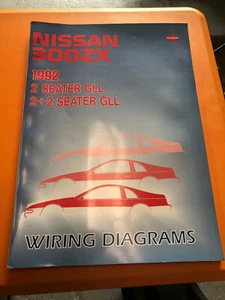 NISSAN
300ZX
1992
2 SEATER GLL
2+2 SEATER GLL
WIRING DIAGRAMS